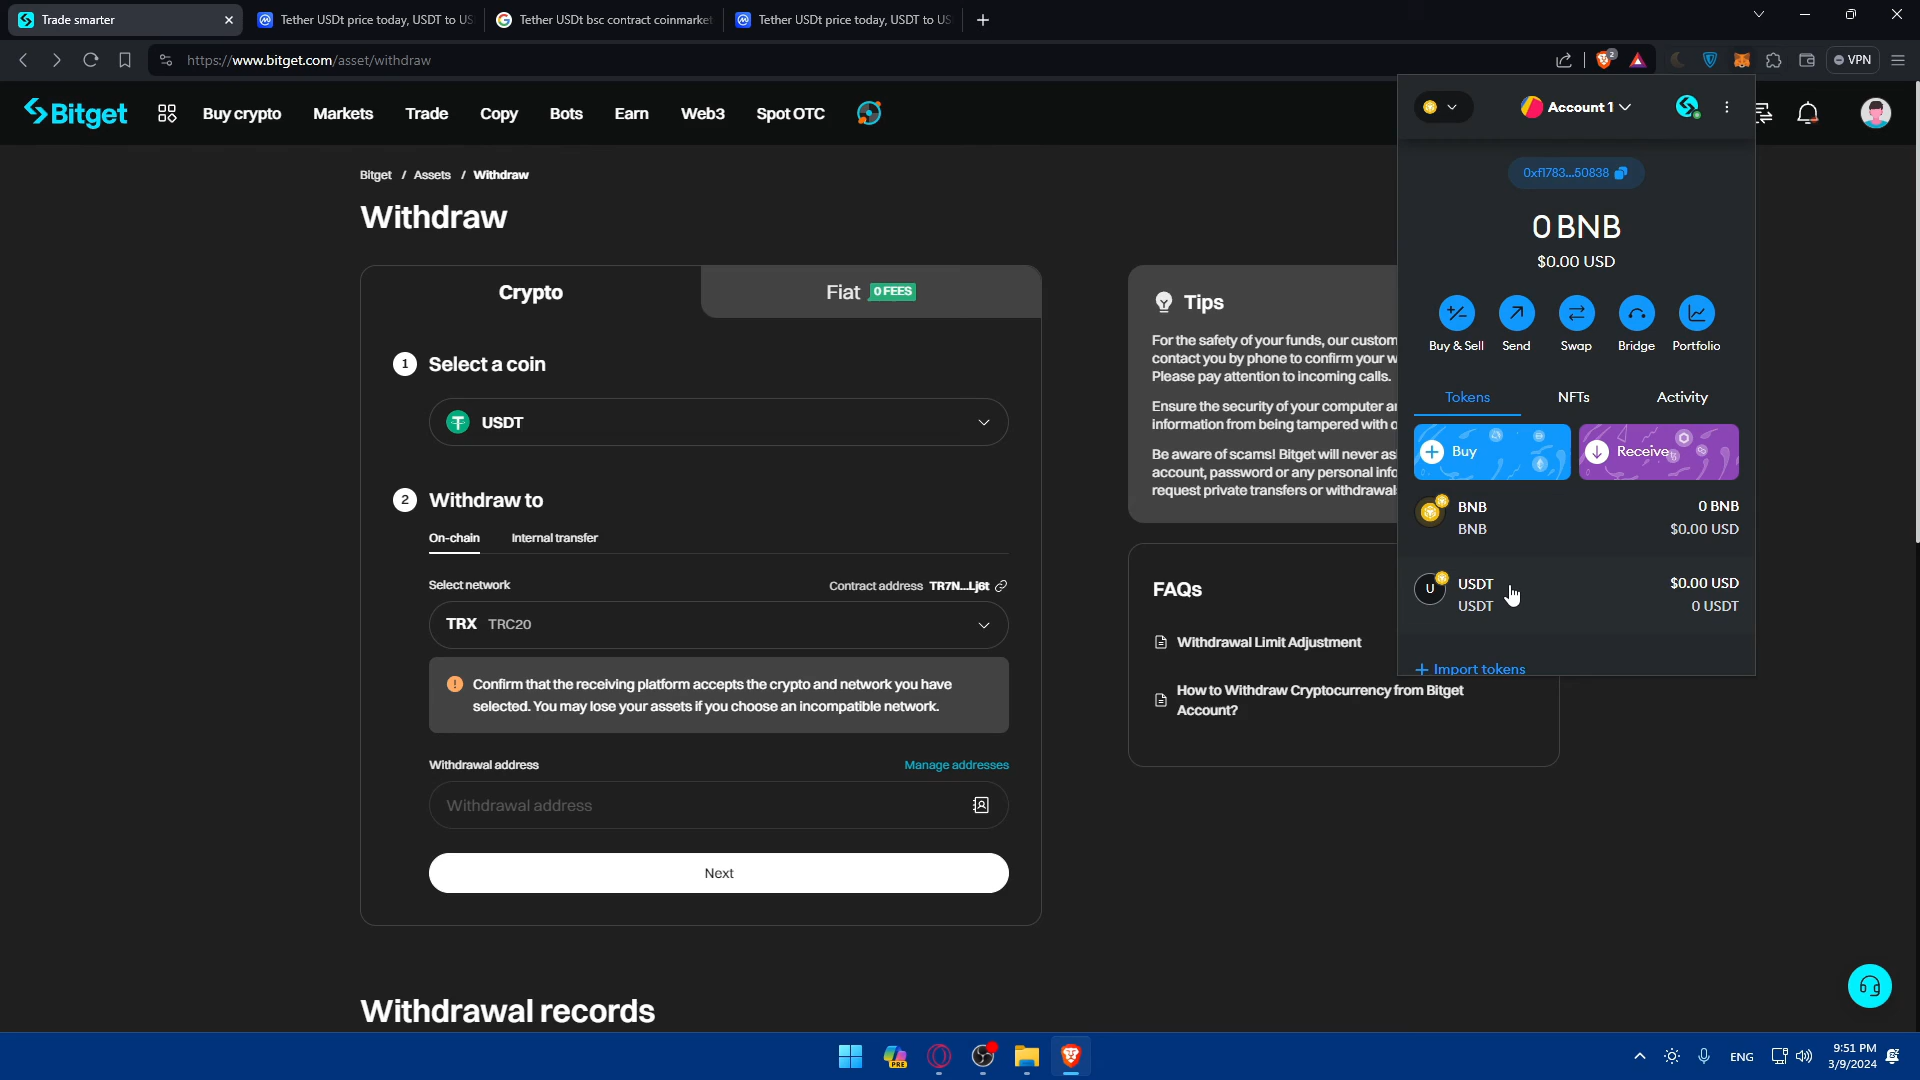 Trade smarter
Tether USDt price today, USDT to US
Tether USDt bsc contract coinmarket
Tether USDt price today, USDT to US
https://www.bitget.com/asset/withdraw
2
VPN
Bitget
Buy crypto
Markets
Trade
Copy
Bots
Earn
Web3
Spot OTC
Bitget / Assets / Withdraw
Withdraw
Crypto
Fiat 0 FEES
1 Select a coin
USDT
2 Withdraw to
On-chain
Internal transfer
Select network
Contract address TR7N...Lj6t
TRX TRC20
Confirm that the receiving platform accepts the crypto and network you have
selected. You may lose your assets if you choose an incompatible network.
Withdrawal address
Manage addresses
Withdrawal address
Next
Withdrawal records
Tips
For the safety of your funds, our custom
contact you by phone to confirm your w
Please pay attention to incoming calls.
Ensure the security of your computer a
information from being tampered with o
Be aware of scams! Bitget will never as
account, password or any personal info
request private transfers or withdrawal
FAQs
Withdrawal Limit Adjustment
How to Withdraw Cryptocurrency from Bitget
Account?
Account 1
0xf1783...50838
0 BNB
$0.00 USD
Buy & Sell
Send
Swap
Bridge
Portfolio
Tokens
NFTs
Activity
Buy
Receive
BNB
0 BNB
BNB
$0.00 USD
U
USDT
$0.00 USD
USDT
0 USDT
+ Import tokens
PRE
ENG
9:51 PM
3/9/2024